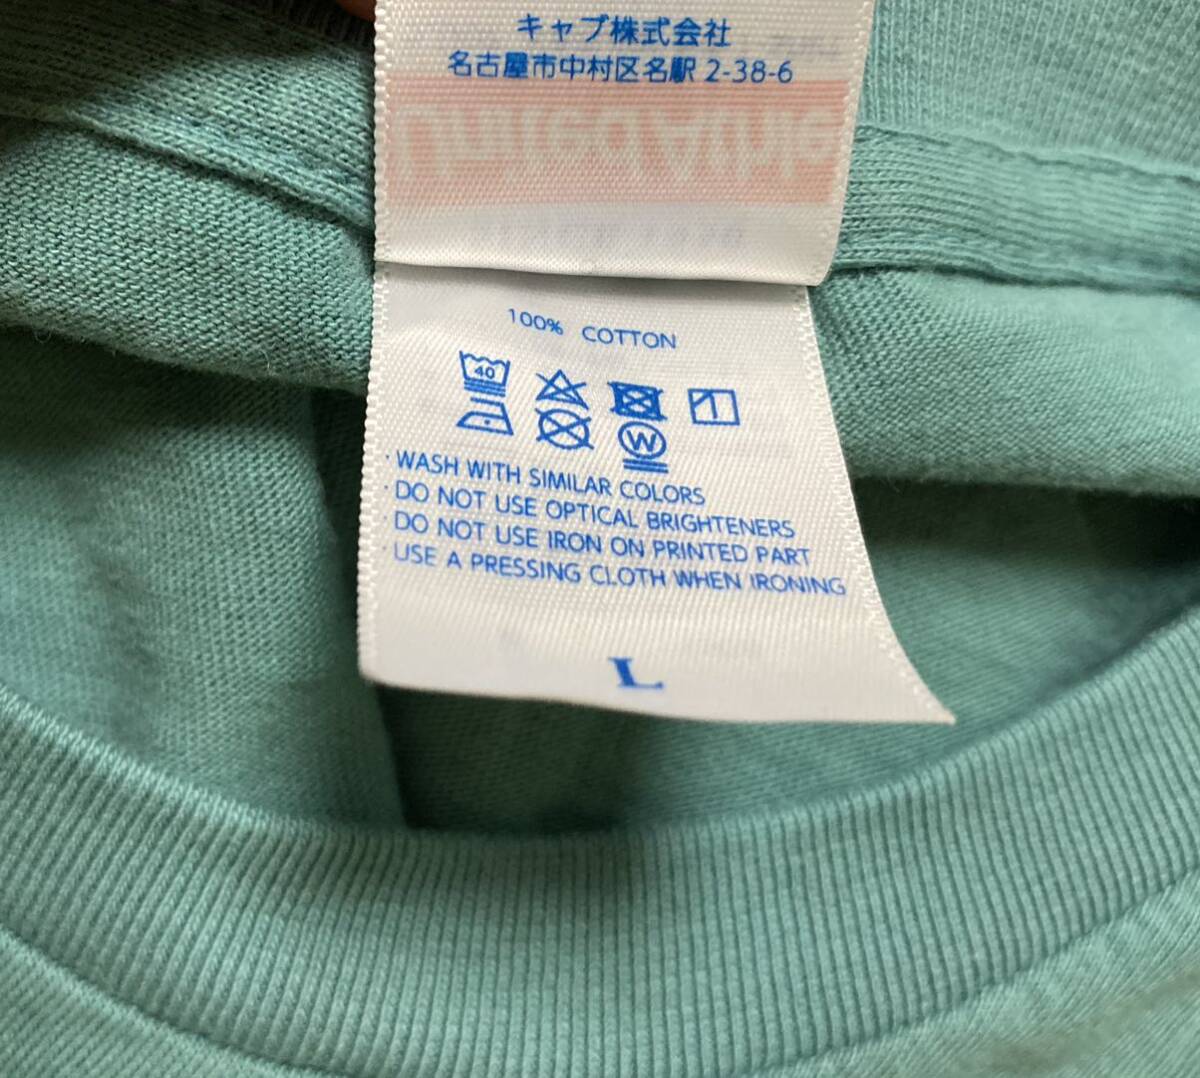 キャブ株式会社
名古屋市中村区名駅 2-38-6
100% COTTON
40
W
・WASH WITH SIMILAR COLORS
・DO NOT USE OPTICAL BRIGHTENERS
・DO NOT USE IRON ON PRINTED PART
・USE A PRESSING CLOTH WHEN IRONING
L